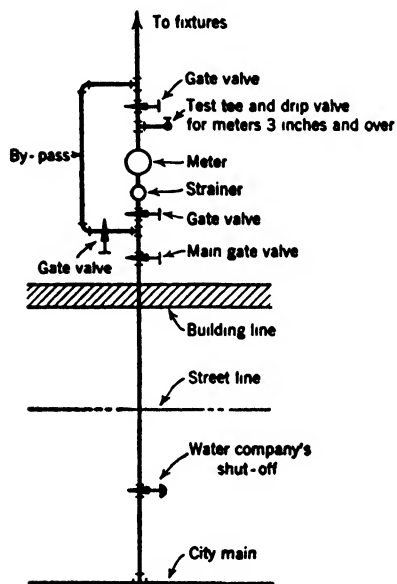 To fixtures
Gate valve
Test tee and drip valve
for meters 3 inches and over
By-pass
Meter
Strainer
Gate valve
Main gate valve
Gate valve
Building line
Street line
Water company's
shut-off
City main